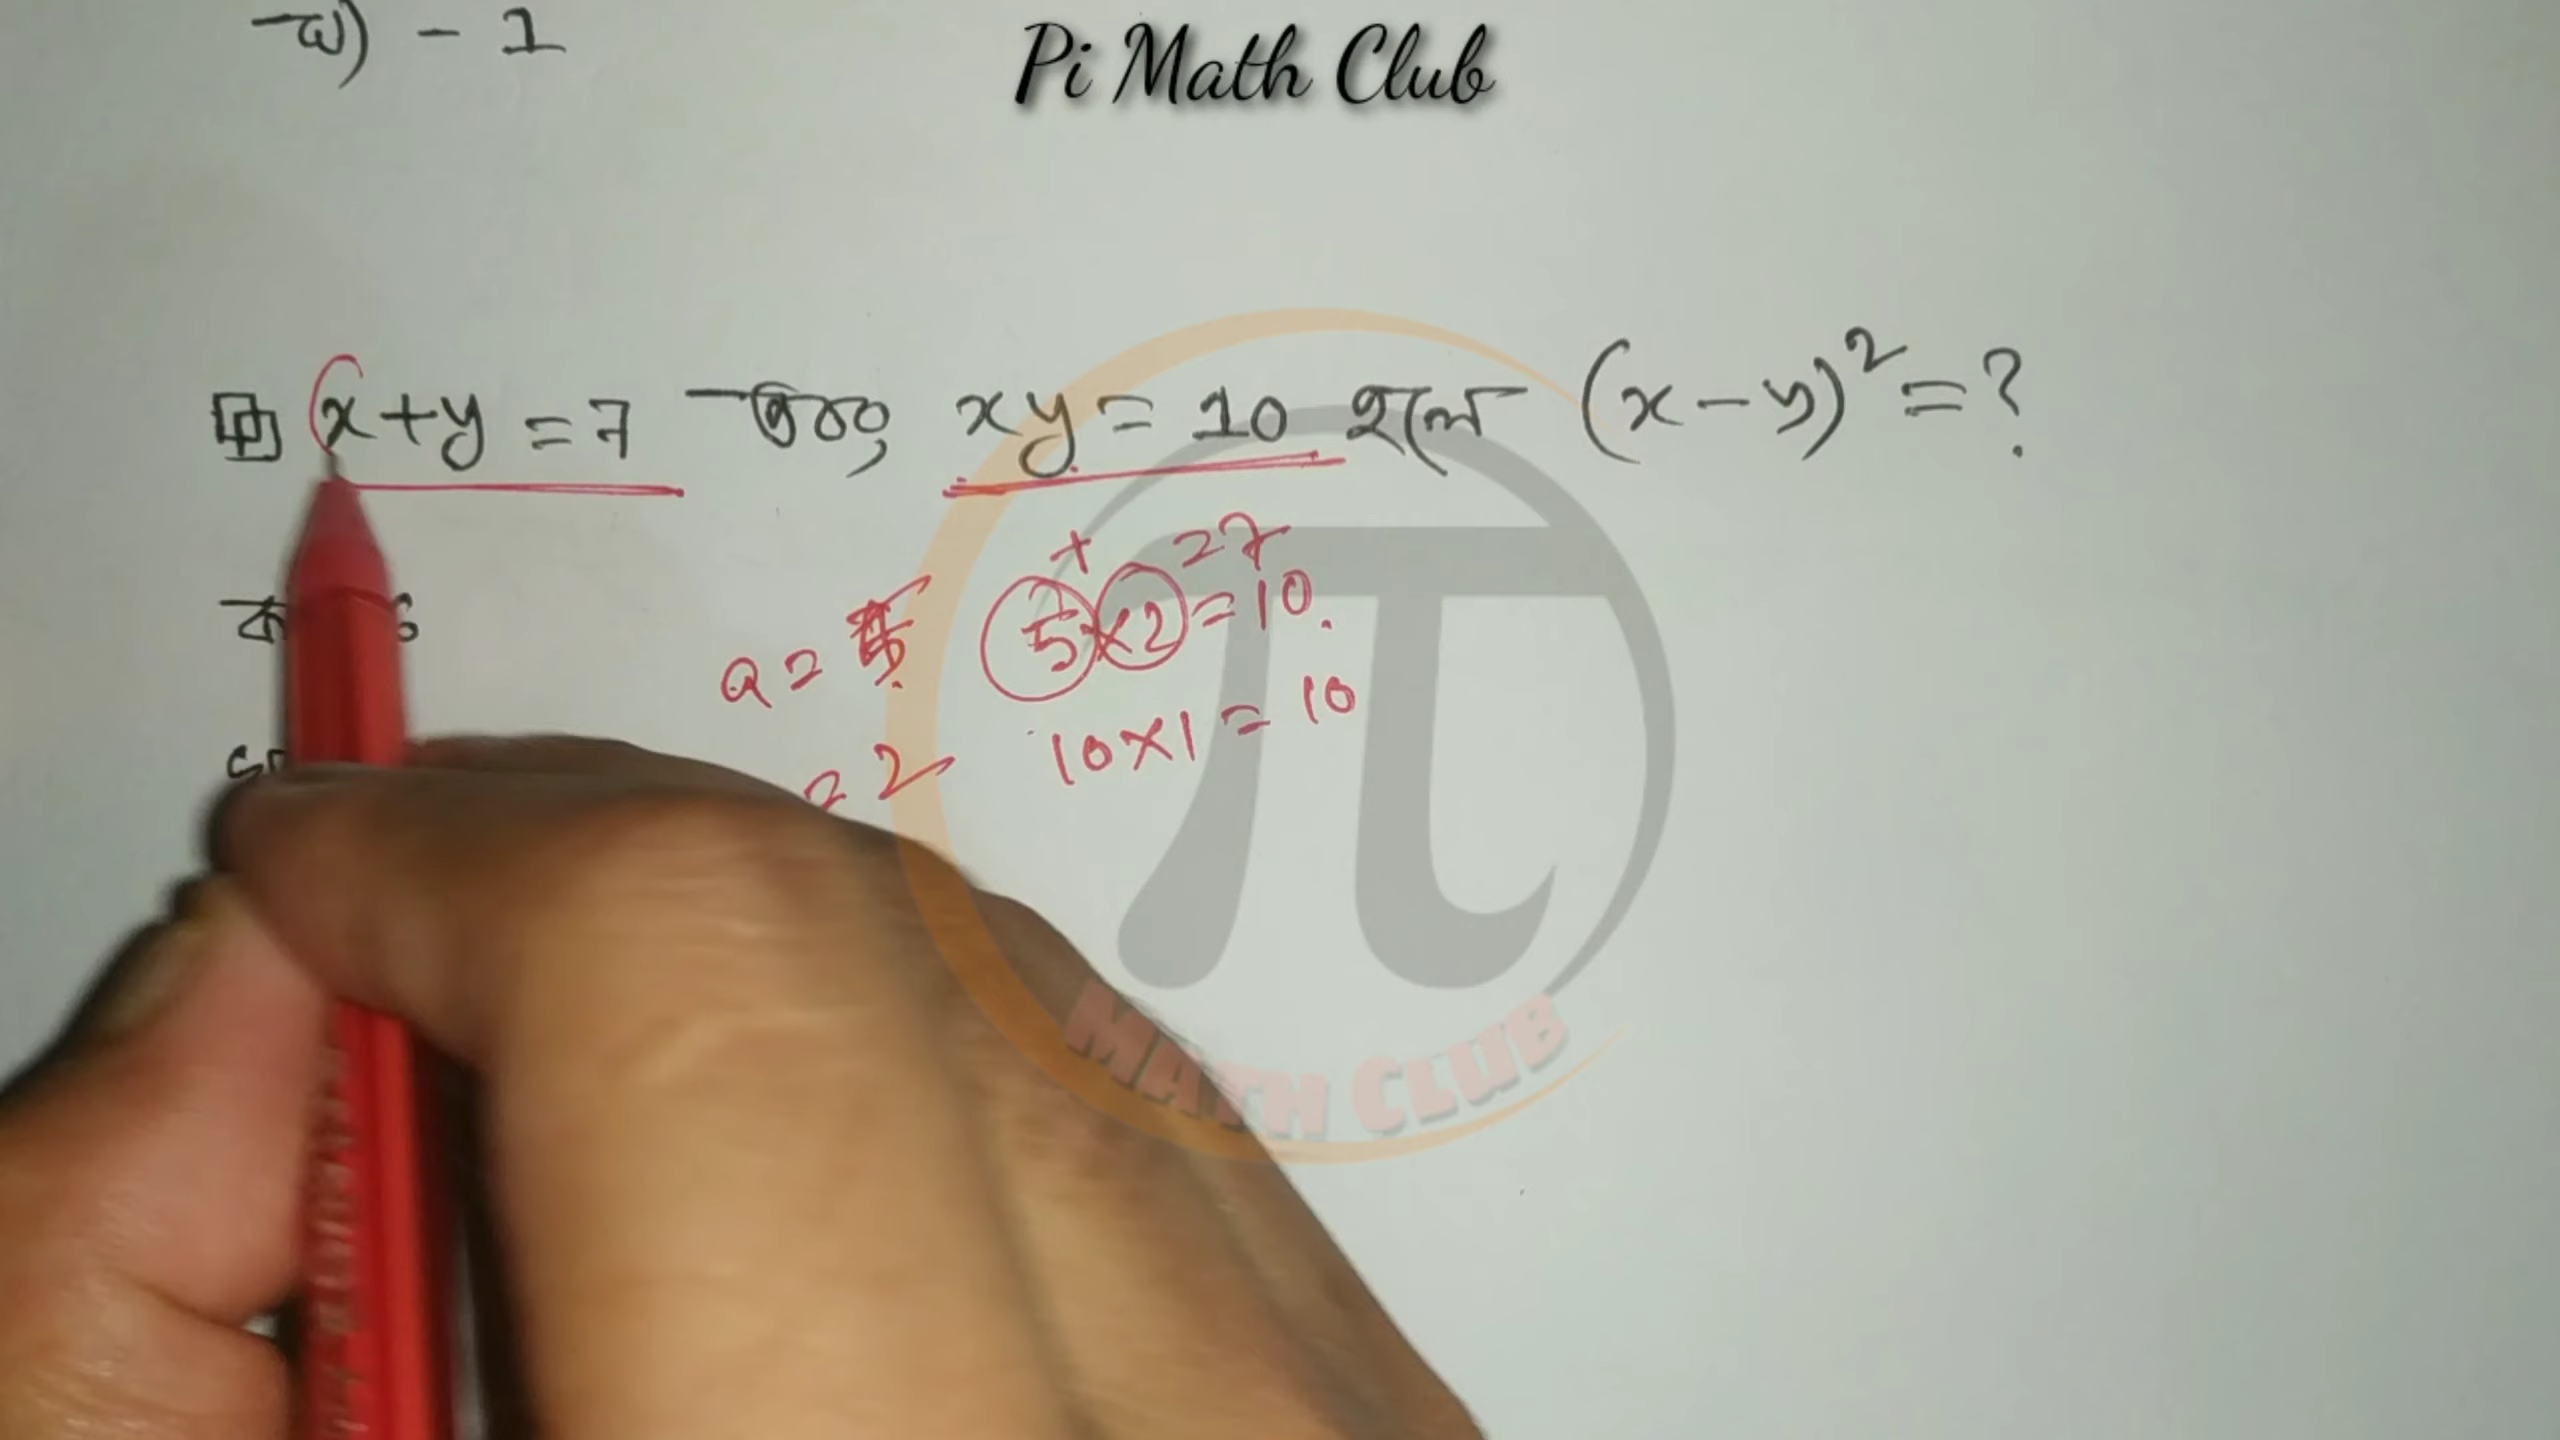 ঘ) - 1
Pi Math Club
x+y = 7 এবং xy = 10 হলে (x-y)² = ?
+ = 7
a = 5 5×2 = 10.
= 2 10×1 = 10
MATH CLUB